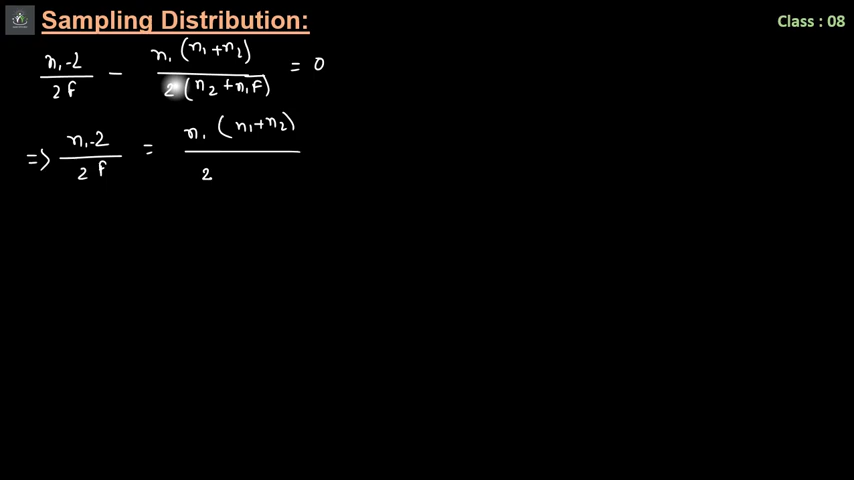 Sampling Distribution:
Class : 08
(n₁-2)/(2F) - (n₁(n₁+n₂))/(2(n₂+n₁F)) = 0
=> (n₁-2)/(2F) = (n₁(n₁+n₂))/(2